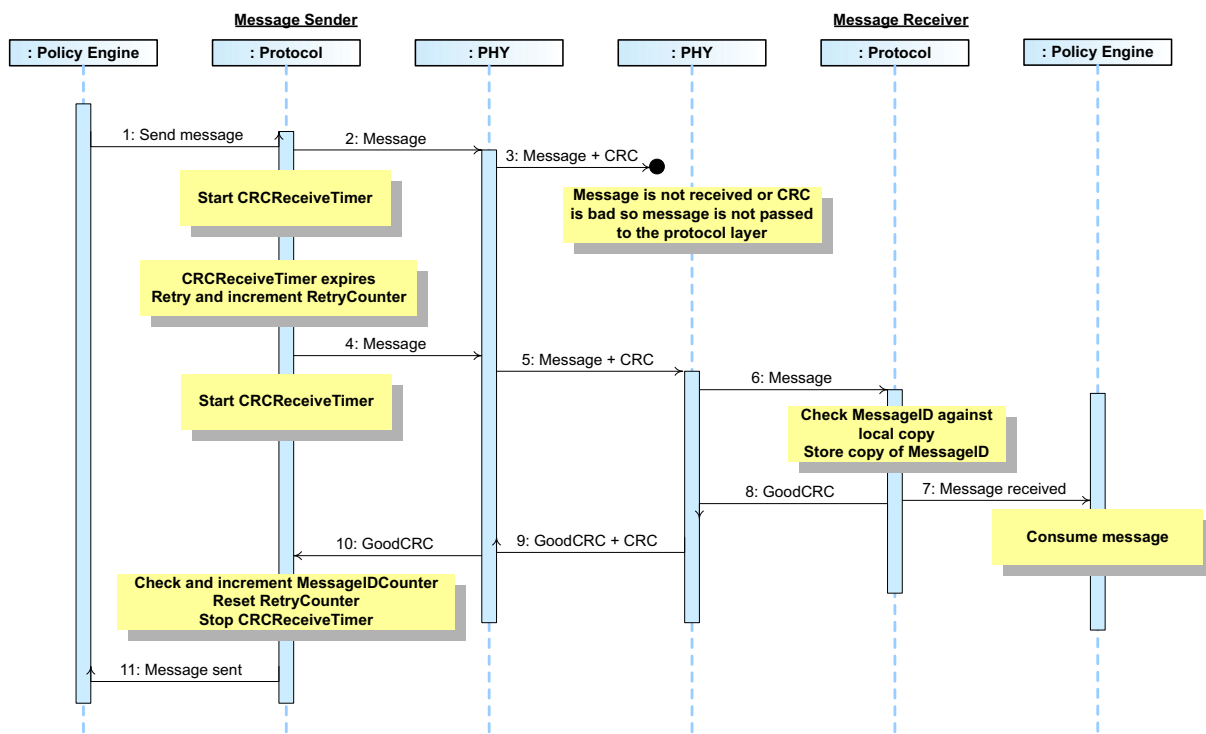 Message Sender
Message Receiver
: Policy Engine
: Protocol
: PHY
: PHY
: Protocol
: Policy Engine
1: Send message
2: Message
3: Message + CRC
Start CRCReceiveTimer
Message is not received or CRC
is bad so message is not passed
to the protocol layer
CRCReceiveTimer expires
Retry and increment RetryCounter
4: Message
5: Message + CRC
6: Message
Start CRCReceiveTimer
Check MessageID against
local copy
Store copy of MessageID
7: Message received
8: GoodCRC
Consume message
9: GoodCRC + CRC
10: GoodCRC
Check and increment MessageIDCounter
Reset RetryCounter
Stop CRCReceiveTimer
11: Message sent